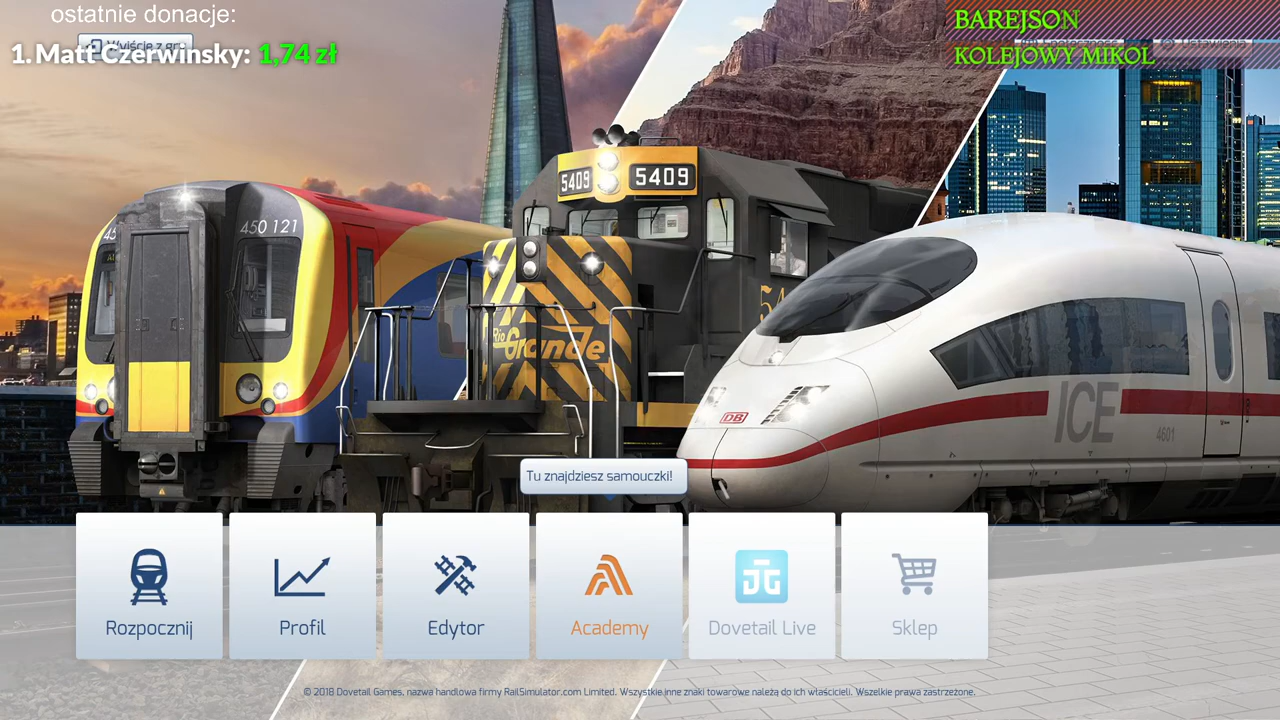 ostatnie donacje:
Wyjście z gry
1. Matt Czerwinsky: 1,74 zł
BAREJSON
KOLEJOWY MIKOL
450 121
5409
5409
Rio Grande
DB
ICE
4601
Tu znajdziesz samouczki!
Rozpocznij
Profil
Edytor
Academy
Dovetail Live
Sklep
© 2018 Dovetail Games, nazwa handlowa firmy RailSimulator.com Limited. Wszystkie inne znaki towarowe należą do ich właścicieli. Wszelkie prawa zastrzeżone.